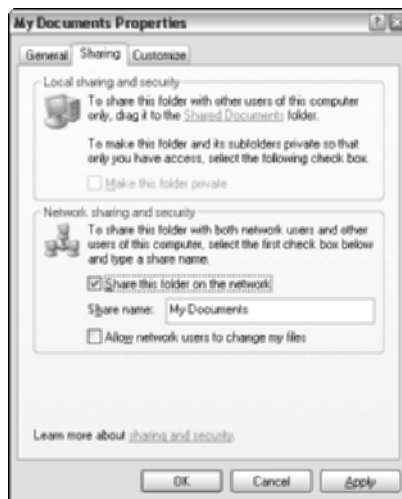 My Documents Properties
General Sharing Customize
Local sharing and security
To share this folder with other users of this computer
only, drag it to the Shared Documents folder.
To make this folder and its subfolders private so that
only you have access, select the following check box.
Make this folder private
Network sharing and security
To share this folder with both network users and other
users of this computer, select the first check box below
and type a share name.
Share this folder on the network
Share name: My Documents
Allow network users to change my files
Learn more about sharing and security.
OK Cancel Apply